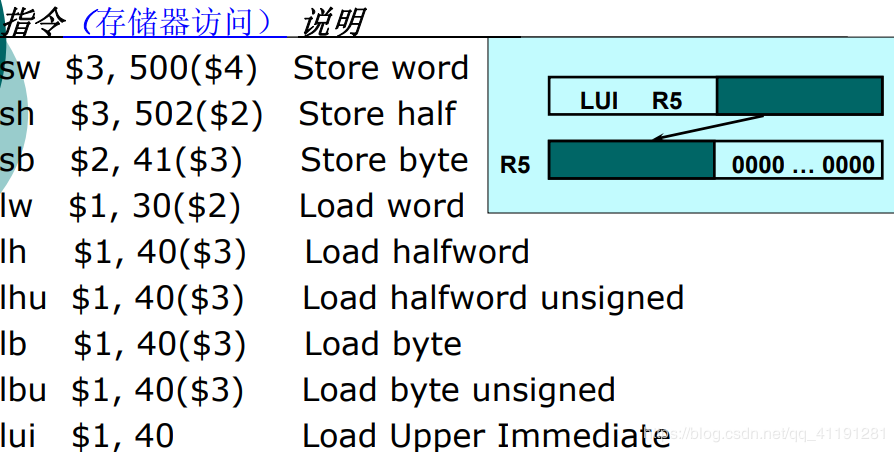 指令（存储器访问） 说明
sw $3, 500($4) Store word
sh $3, 502($2) Store half
sb $2, 41($3) Store byte
lw $1, 30($2) Load word
lh $1, 40($3) Load halfword
lhu $1, 40($3) Load halfword unsigned
lb $1, 40($3) Load byte
lbu $1, 40($3) Load byte unsigned
lui $1, 40 Load Upper Immediate
LUI R5
R5 0000 … 0000
https://blog.csdn.net/qq_41191281